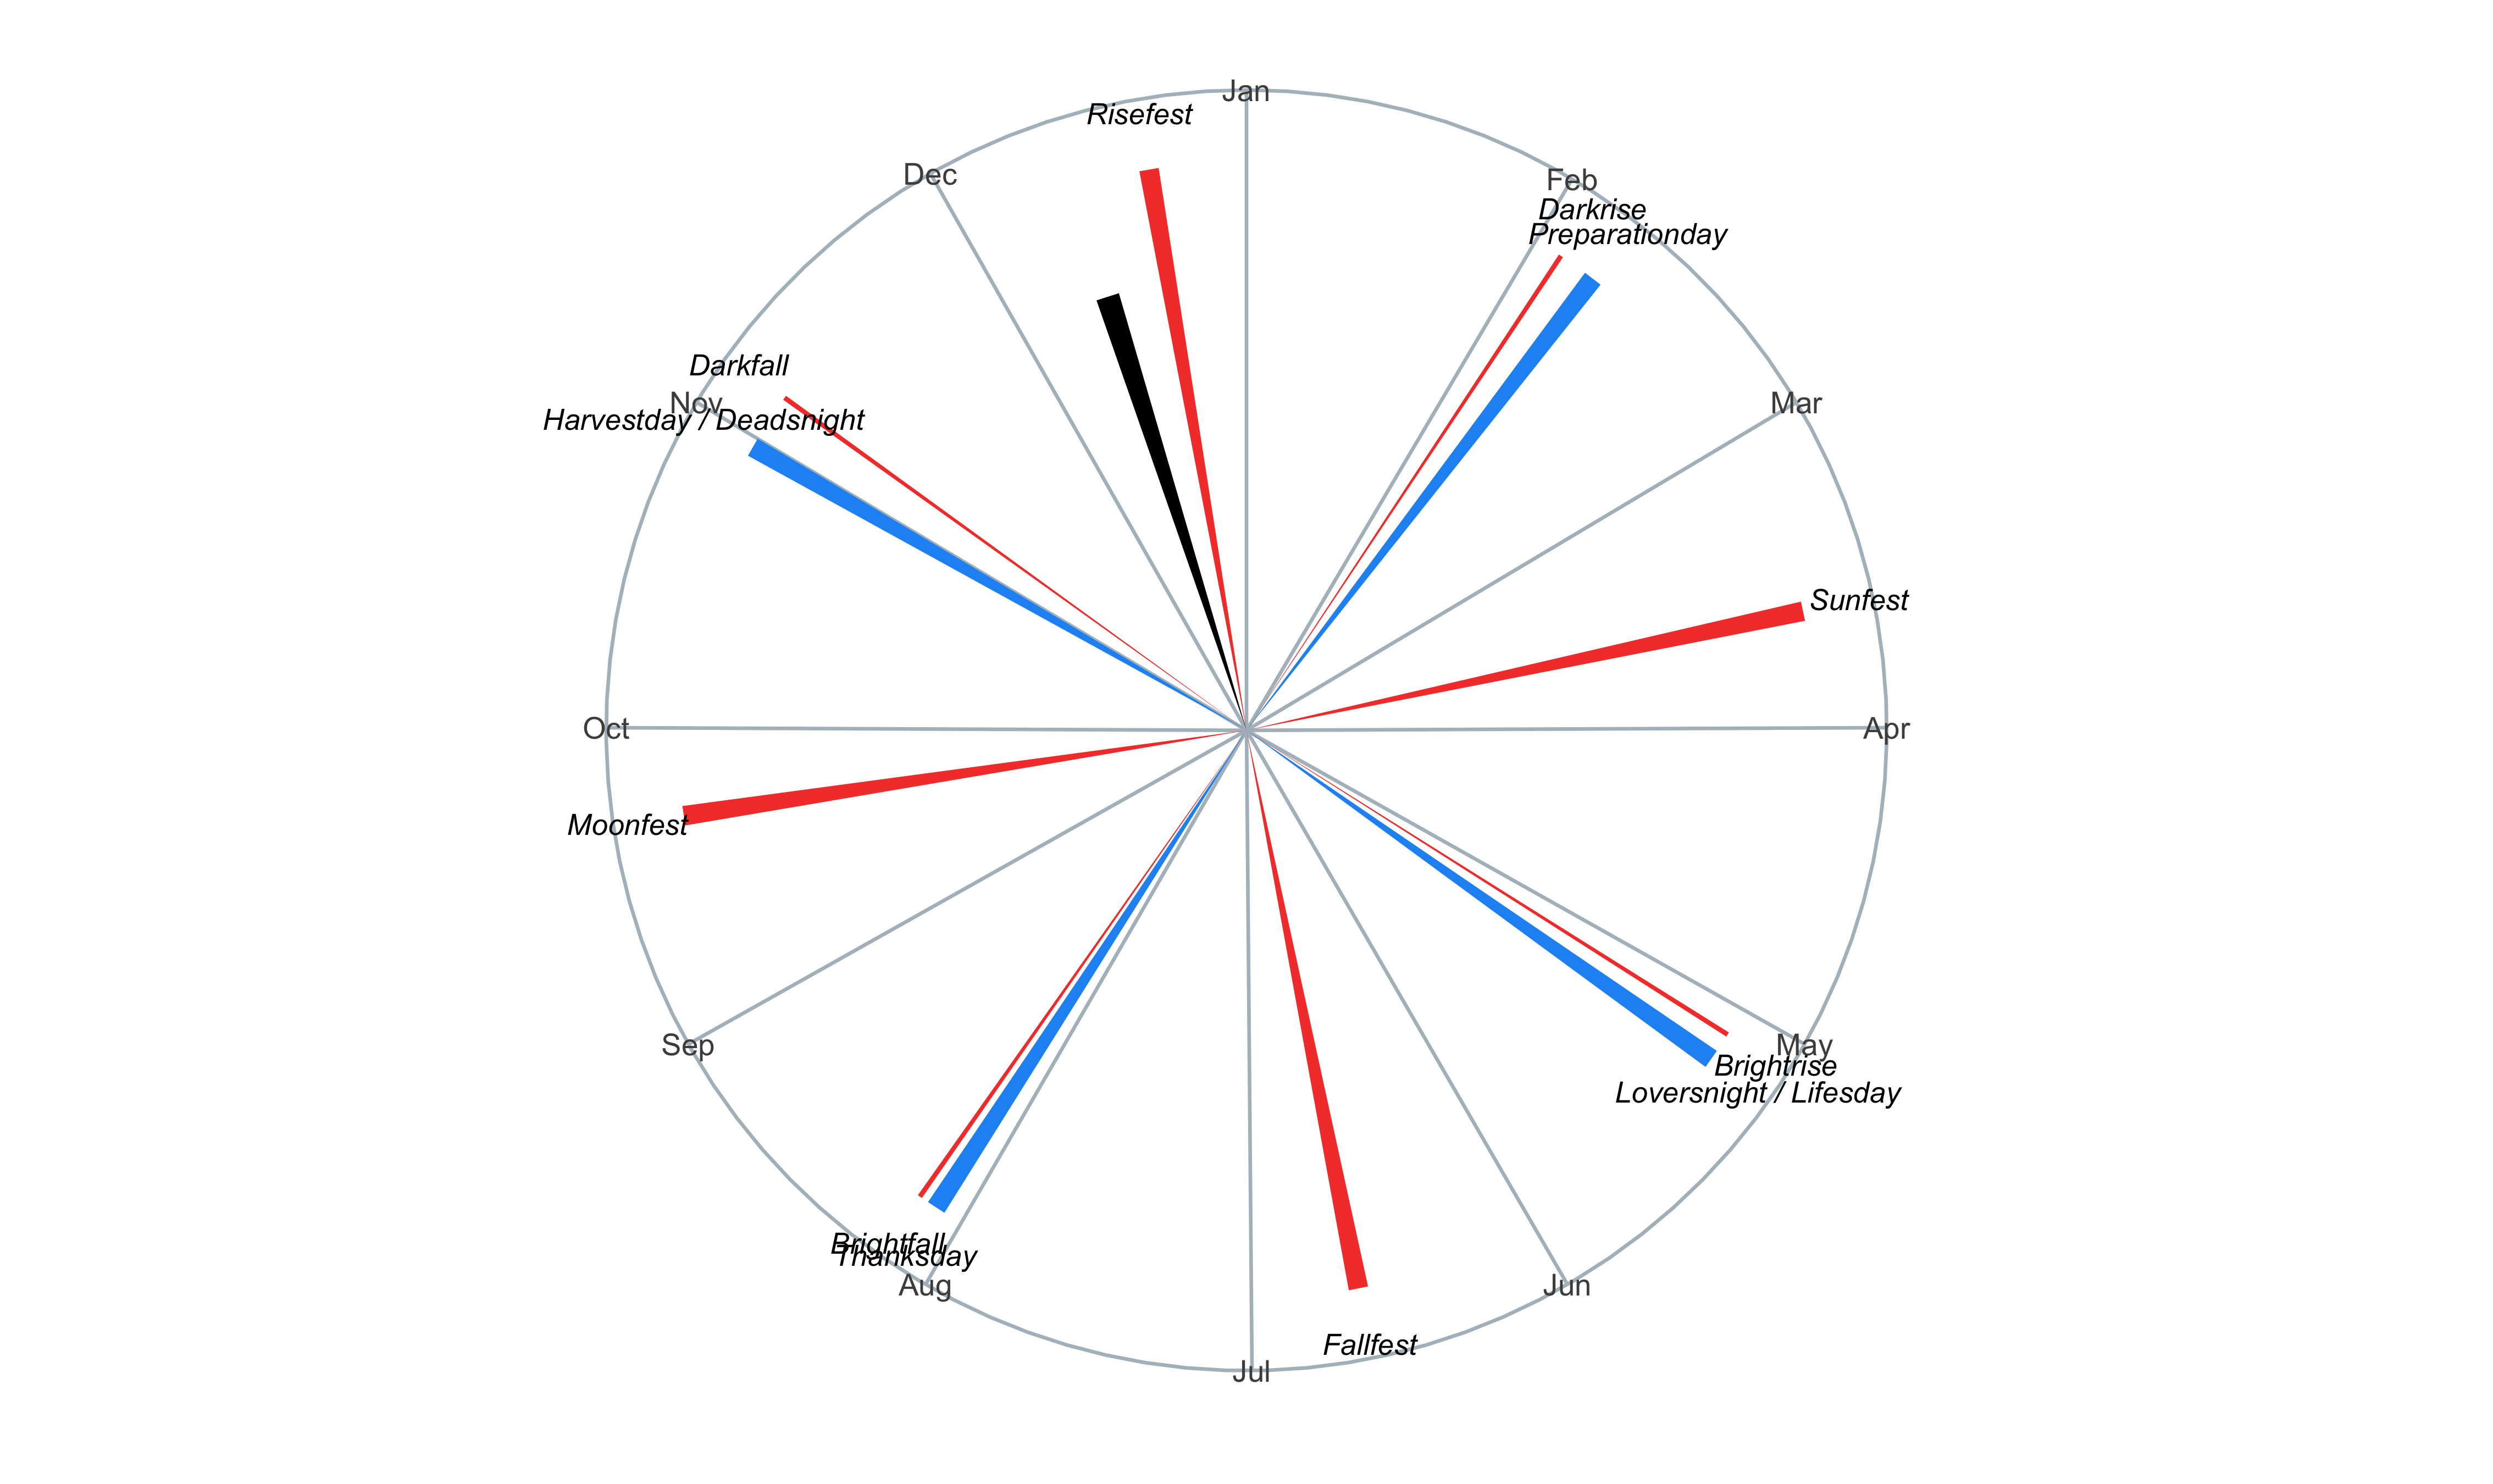 Jan
Risefest
Dec
Feb
Darkrise
Preparationday
Darkfall
Nov
Mar
Harvestday / Deadsnight
Sunfest
Oct
Apr
Moonfest
Sep
May
Brightrise
Loversnight / Lifesday
Brightfall
Thanksday
Aug
Jun
Fallfest
Jul